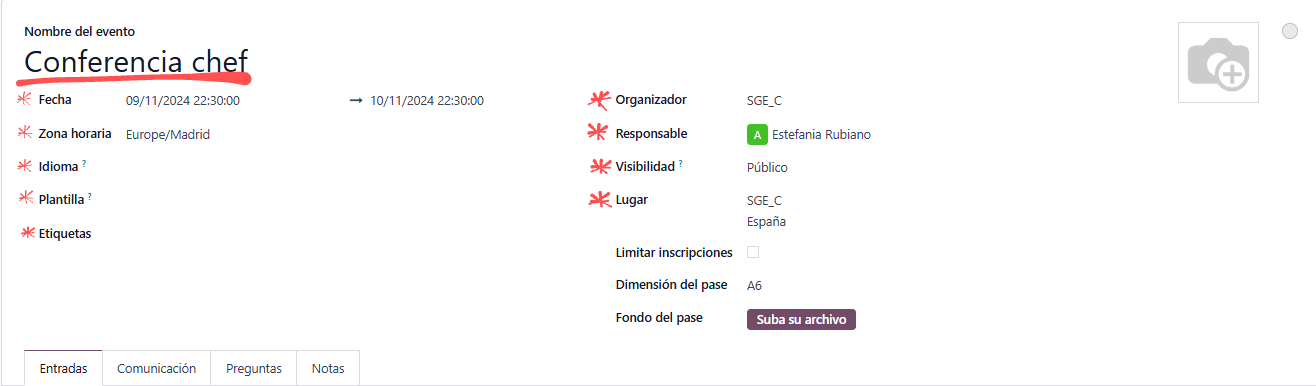 Nombre del evento
Conferencia chef
Fecha 09/11/2024 22:30:00 → 10/11/2024 22:30:00
Zona horaria Europe/Madrid
Idioma ?
Plantilla ?
Etiquetas
Organizador SGE_C
Responsable A Estefania Rubiano
Visibilidad ? Público
Lugar SGE_C
España
Limitar inscripciones
Dimensión del pase A6
Fondo del pase Suba su archivo
Entradas Comunicación Preguntas Notas